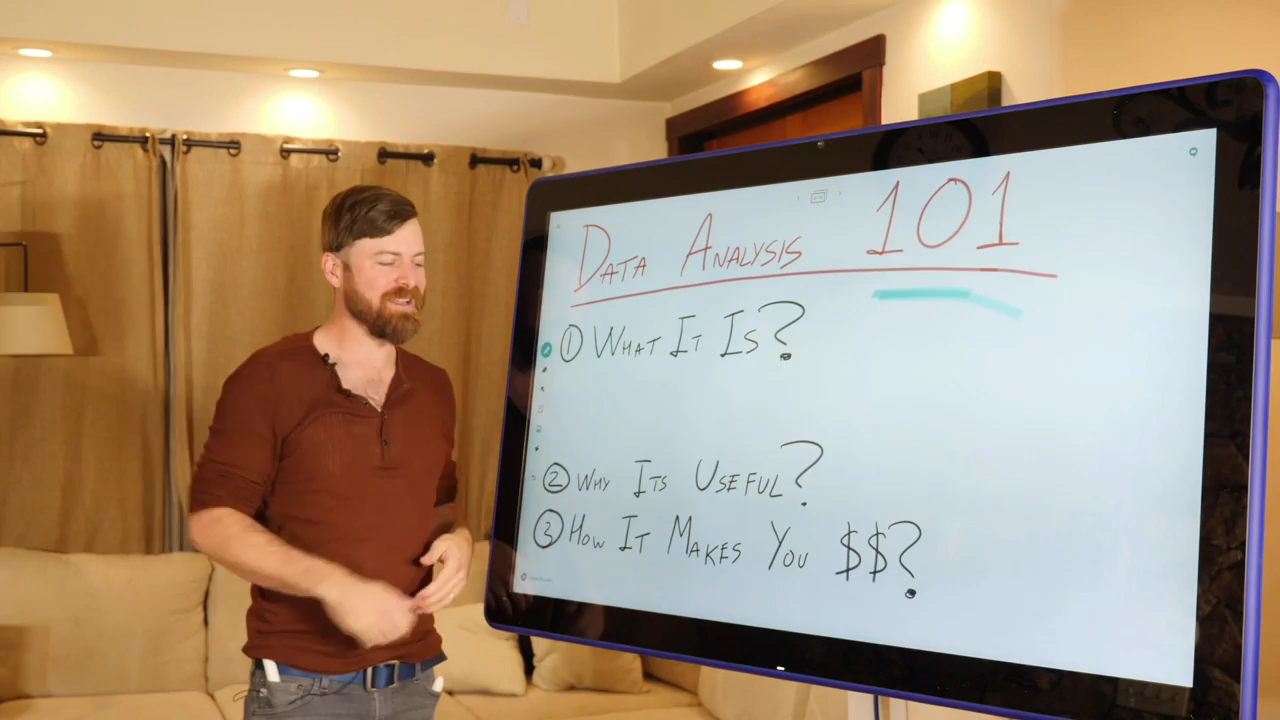 DATA ANALYSIS 101
① WHAT IT IS?
② WHY ITS USEFUL?
③ HOW IT MAKES YOU $$?